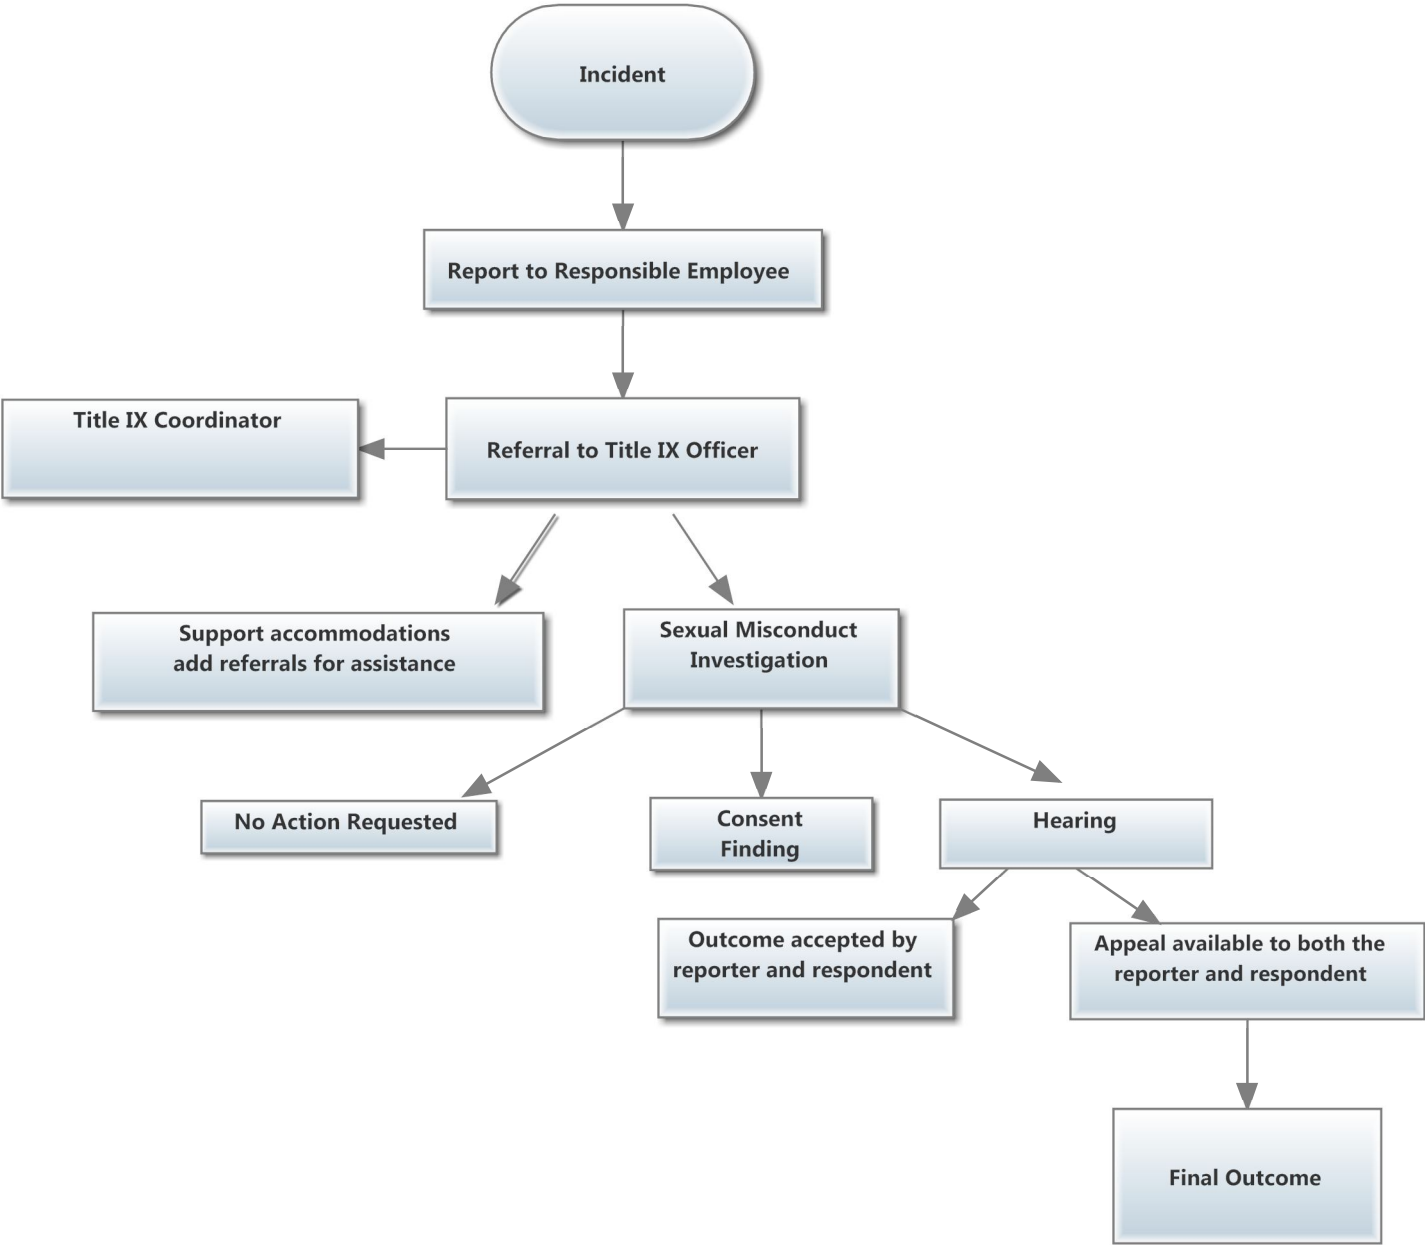 Incident
Report to Responsible Employee
Title IX Coordinator
Referral to Title IX Officer
Support accommodations
add referrals for assistance
Sexual Misconduct
Investigation
No Action Requested
Consent
Finding
Hearing
Outcome accepted by
reporter and respondent
Appeal available to both the
reporter and respondent
Final Outcome